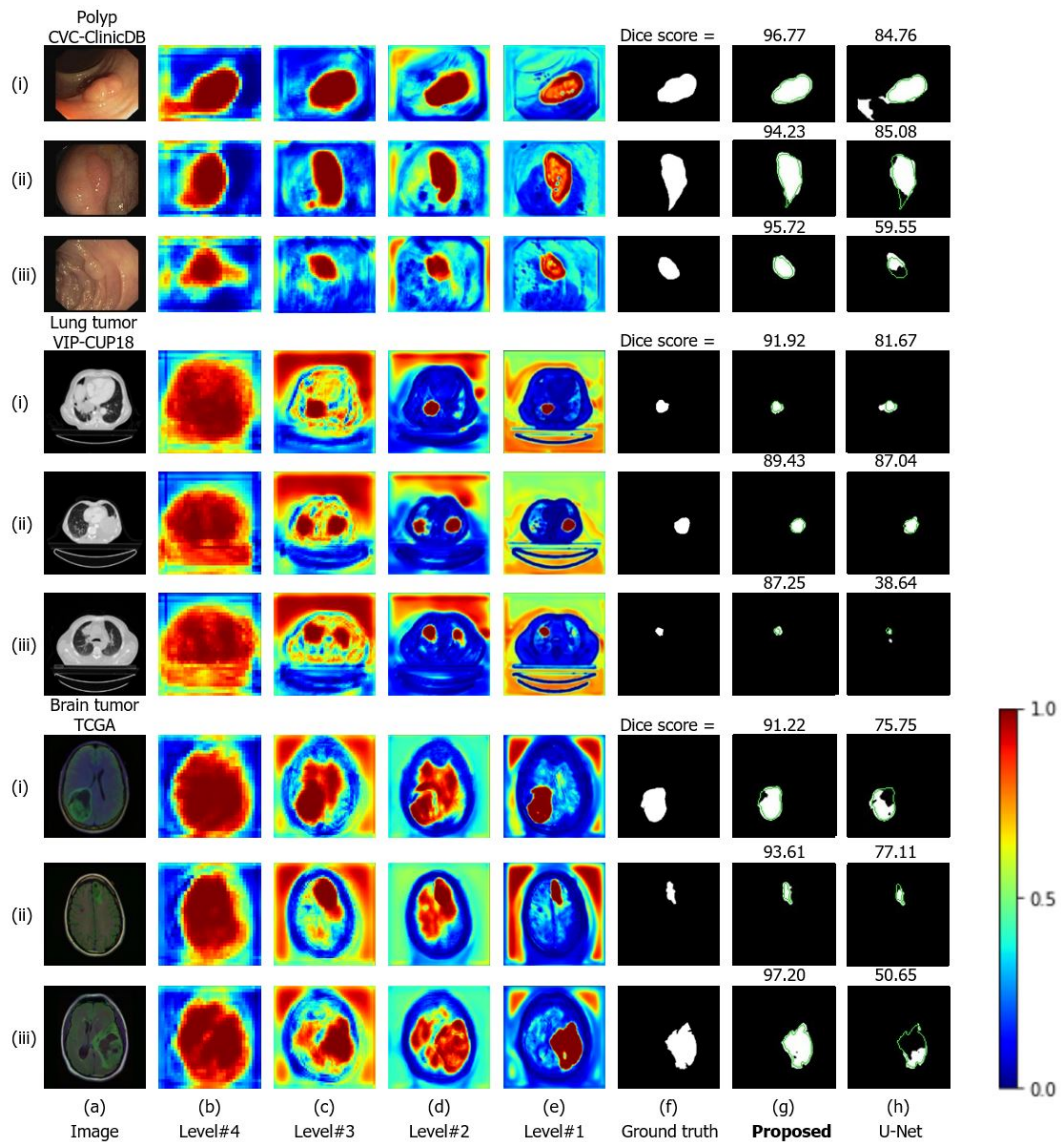 Polyp
CVC-ClinicDB
Dice score =
96.77
84.76
(i)
94.23
85.08
(ii)
95.72
59.55
(iii)
Lung tumor
VIP-CUP18
Dice score =
91.92
81.67
(i)
89.43
87.04
(ii)
87.25
38.64
(iii)
Brain tumor
TCGA
Dice score =
91.22
75.75
1.0
(i)
93.61
77.11
(ii)
0.5
97.20
50.65
(iii)
0.0
(a) (b) (c) (d) (e) (f) (g) (h)
Image Level#4 Level#3 Level#2 Level#1 Ground truth Proposed U-Net